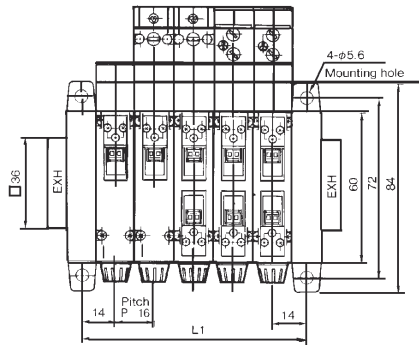 4-φ5.6
Mounting hole
□36
EXH
EXH
60
72
84
Pitch
14
P 16
14
L1